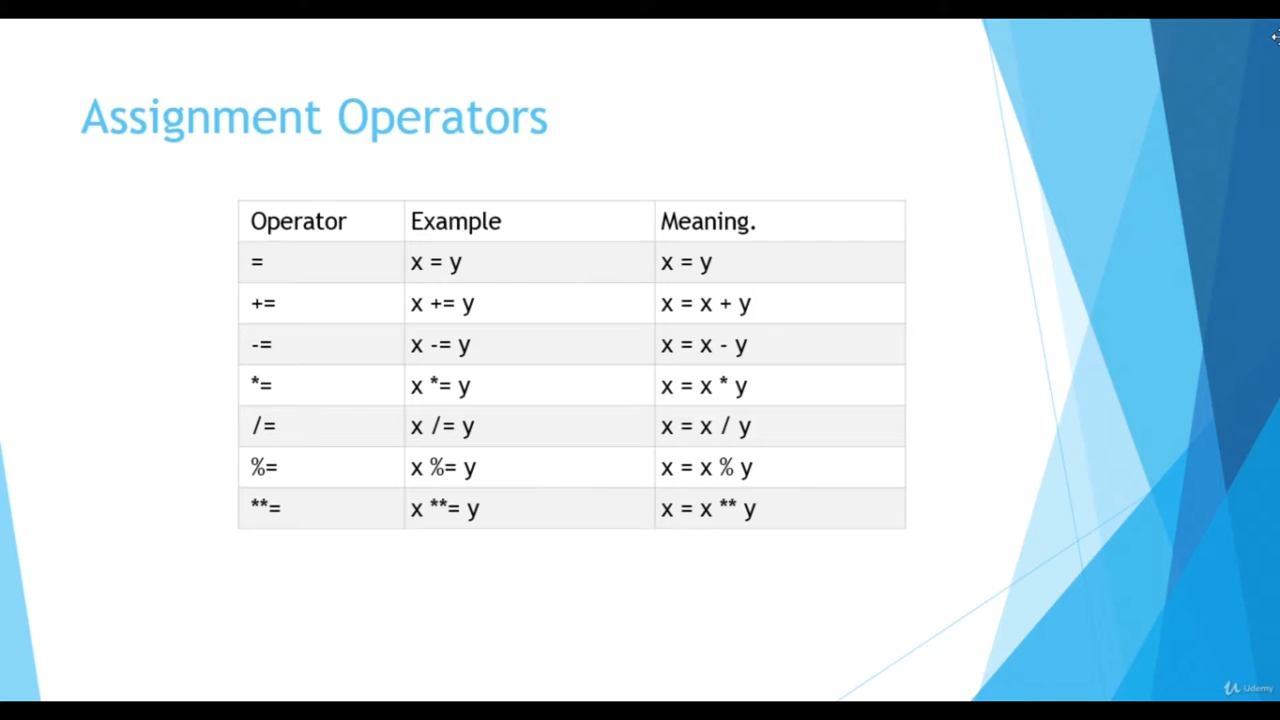 Assignment Operators
Operator Example Meaning.
= x = y x = y
+= x += y x = x + y
-= x -= y x = x - y
*= x *= y x = x * y
/= x /= y x = x / y
%= x %= y x = x % y
**= x **= y x = x ** y
Udemy